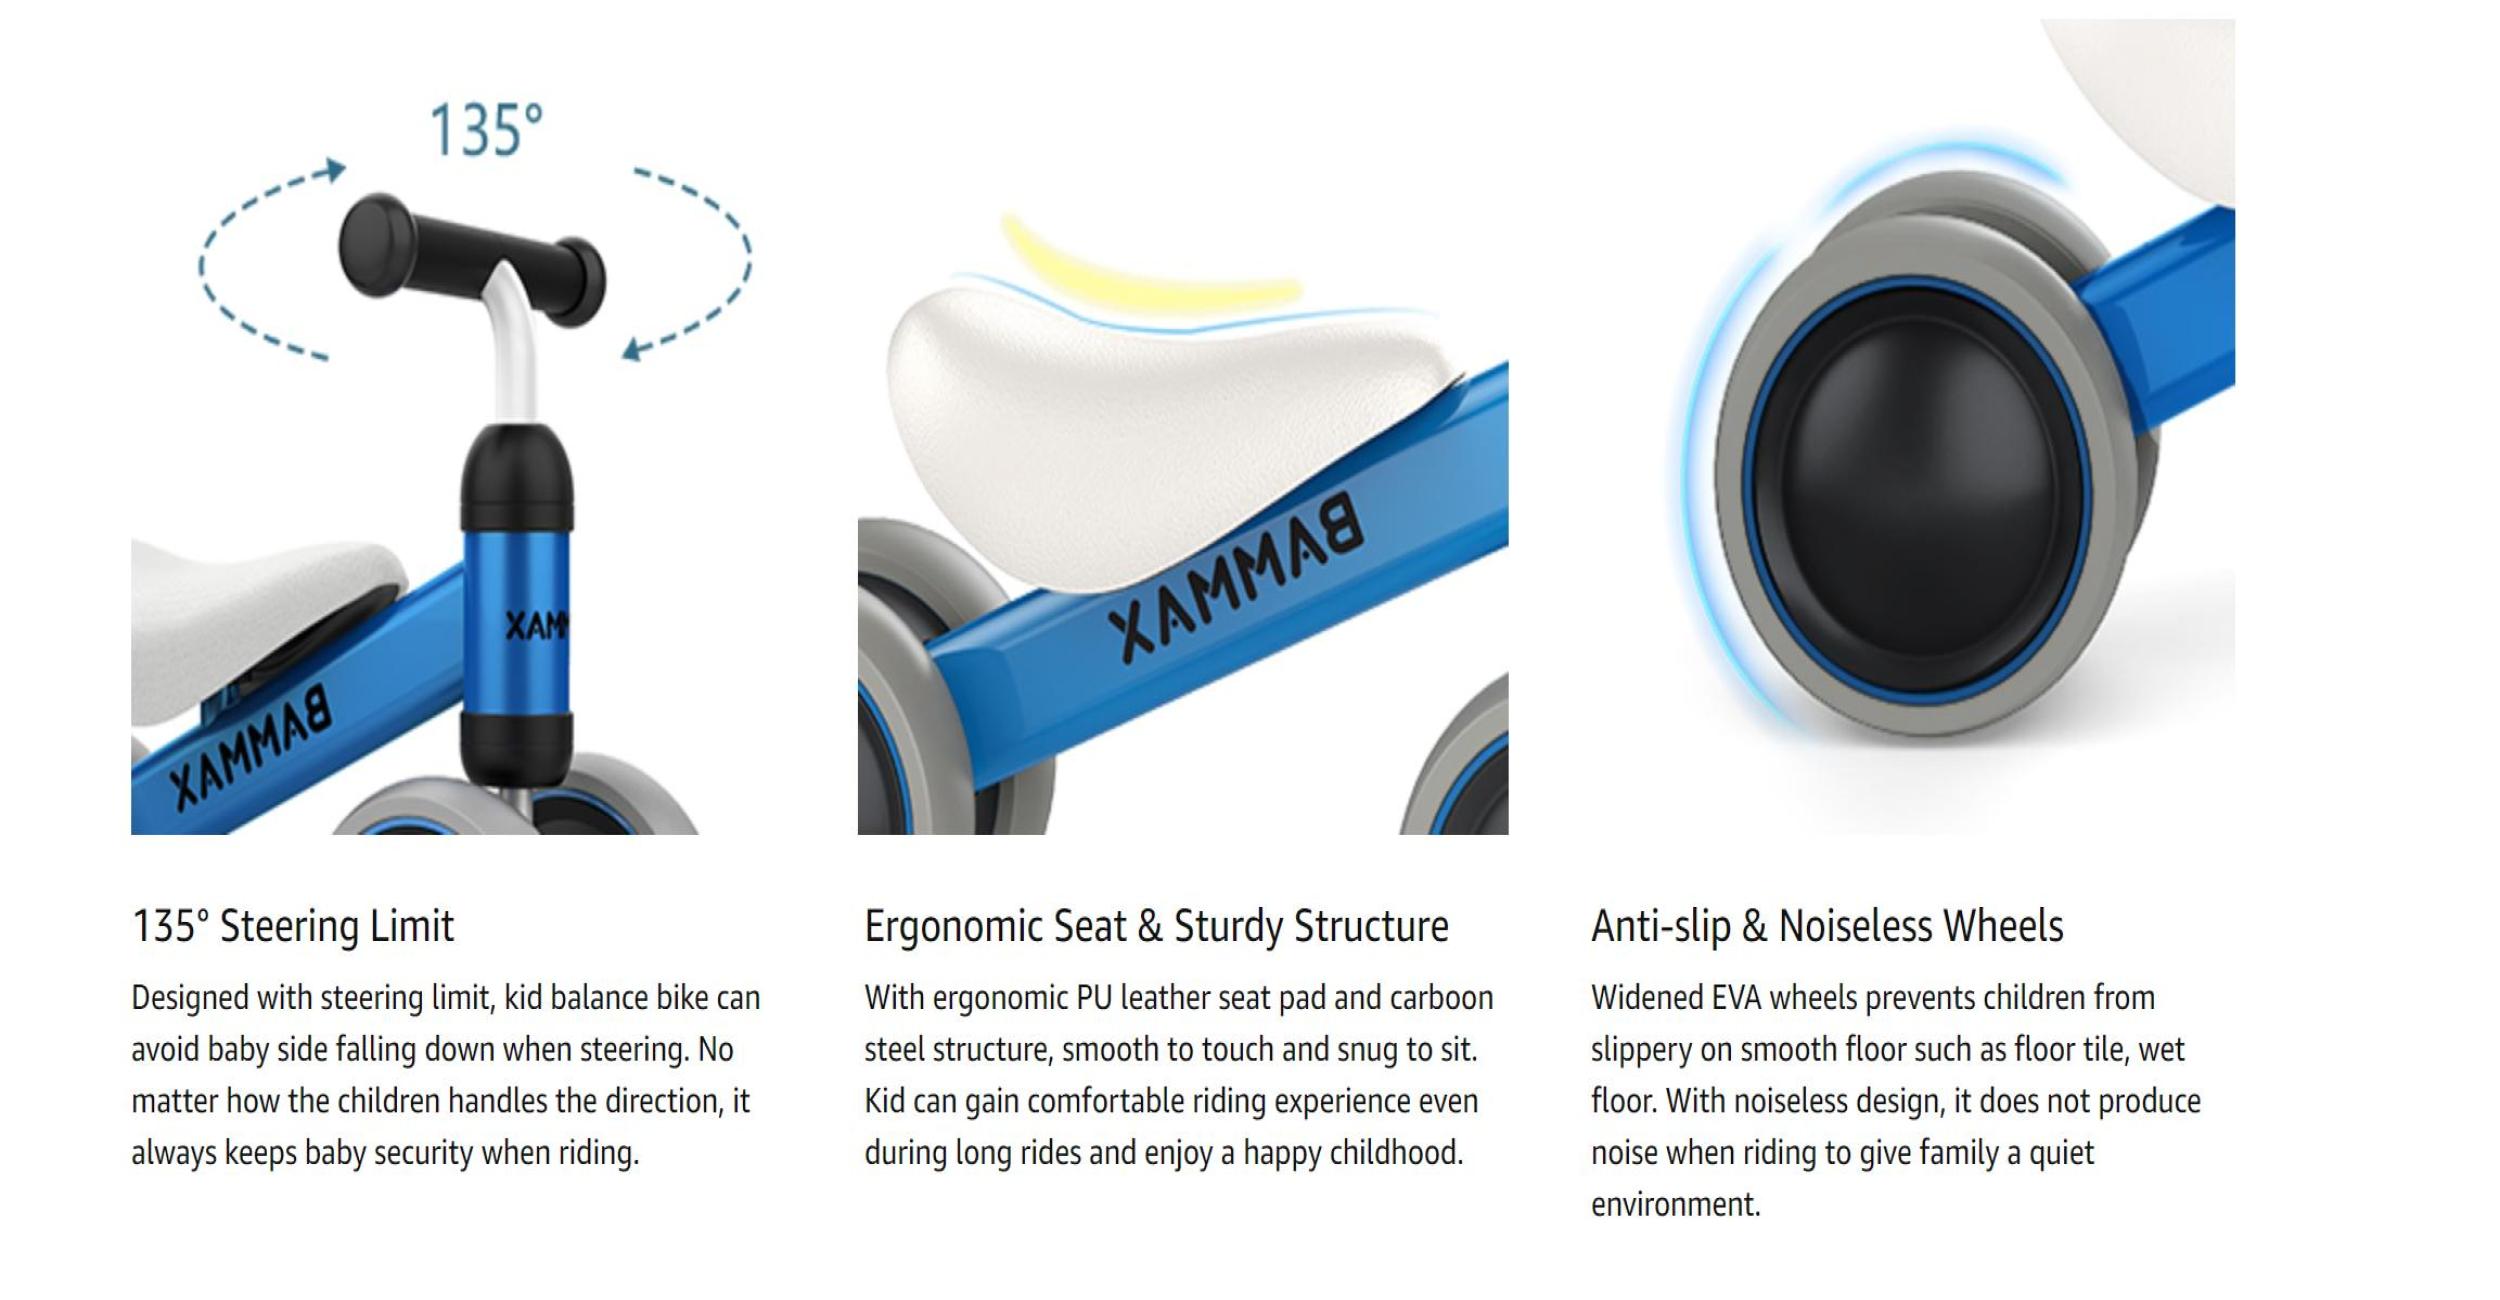 135°
XAMM
BAMMAX
BAMMAX
135° Steering Limit
Designed with steering limit, kid balance bike can
avoid baby side falling down when steering. No
matter how the children handles the direction, it
always keeps baby security when riding.
Ergonomic Seat & Sturdy Structure
With ergonomic PU leather seat pad and carboon
steel structure, smooth to touch and snug to sit.
Kid can gain comfortable riding experience even
during long rides and enjoy a happy childhood.
Anti-slip & Noiseless Wheels
Widened EVA wheels prevents children from
slippery on smooth floor such as floor tile, wet
floor. With noiseless design, it does not produce
noise when riding to give family a quiet
environment.